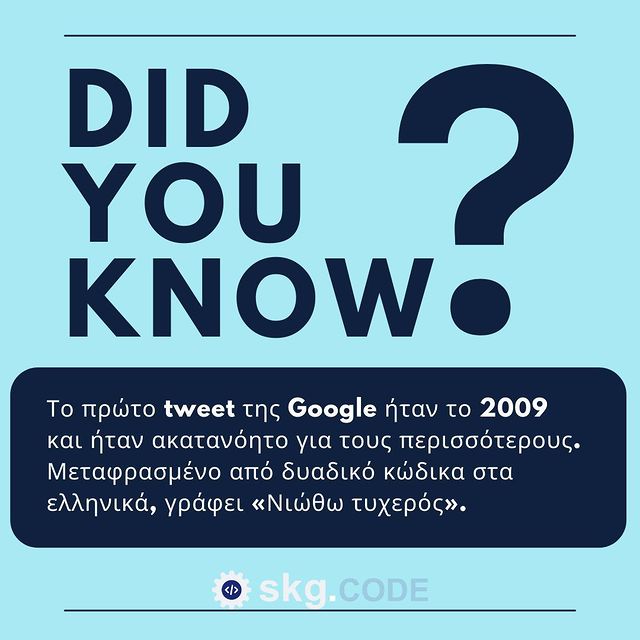 DID
YOU
KNOW?
Το πρώτο tweet της Google ήταν το 2009
και ήταν ακατανόητο για τους περισσότερους.
Μεταφρασμένο από δυαδικό κώδικα στα
ελληνικά, γράφει «Νιώθω τυχερός».
</> skg.CODE